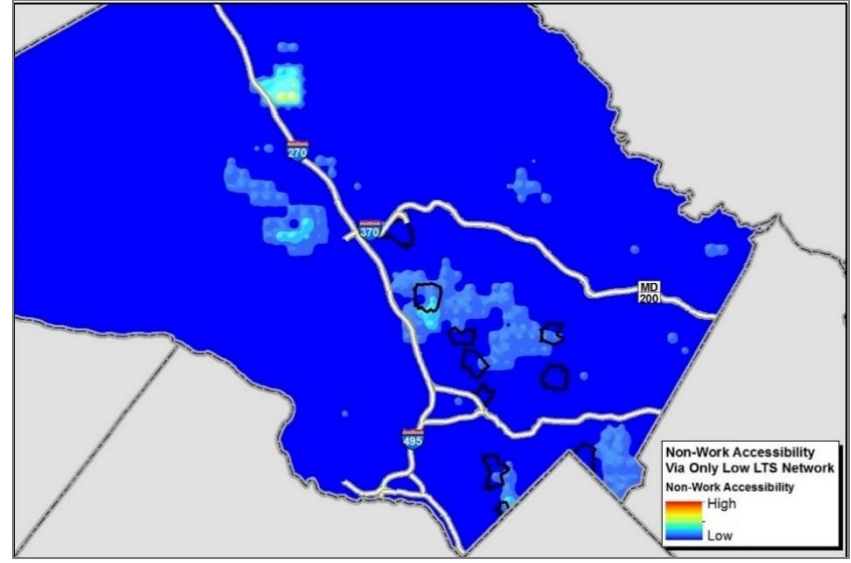 270
370
MD
200
495
Non-Work Accessibility
Via Only Low LTS Network
Non-Work Accessibility
High
Low